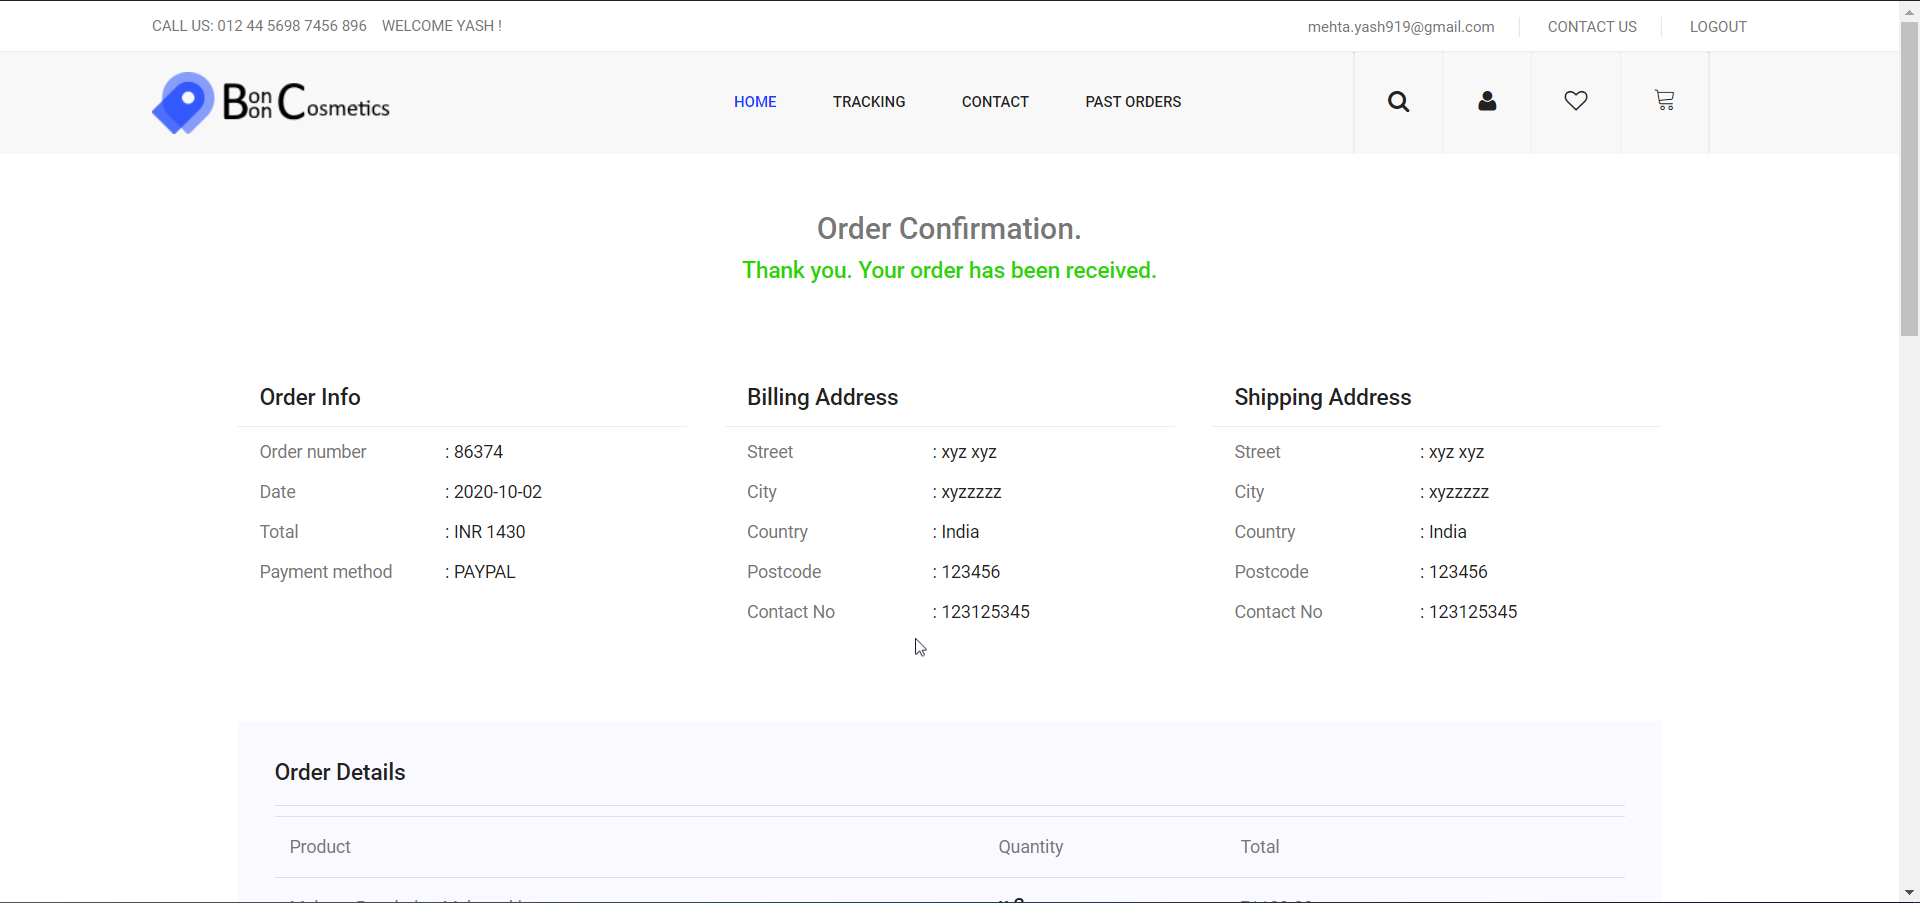 CALL US: 012 44 5698 7456 896 WELCOME YASH !
mehta.yash919@gmail.com CONTACT US LOGOUT
Bon Bon Cosmetics
HOME TRACKING CONTACT PAST ORDERS
Order Confirmation.
Thank you. Your order has been received.
Order Info
Order number : 86374
Date : 2020-10-02
Total : INR 1430
Payment method : PAYPAL
Billing Address
Street : xyz xyz
City : xyzzzzz
Country : India
Postcode : 123456
Contact No : 123125345
Shipping Address
Street : xyz xyz
City : xyzzzzz
Country : India
Postcode : 123456
Contact No : 123125345
Order Details
Product Quantity Total